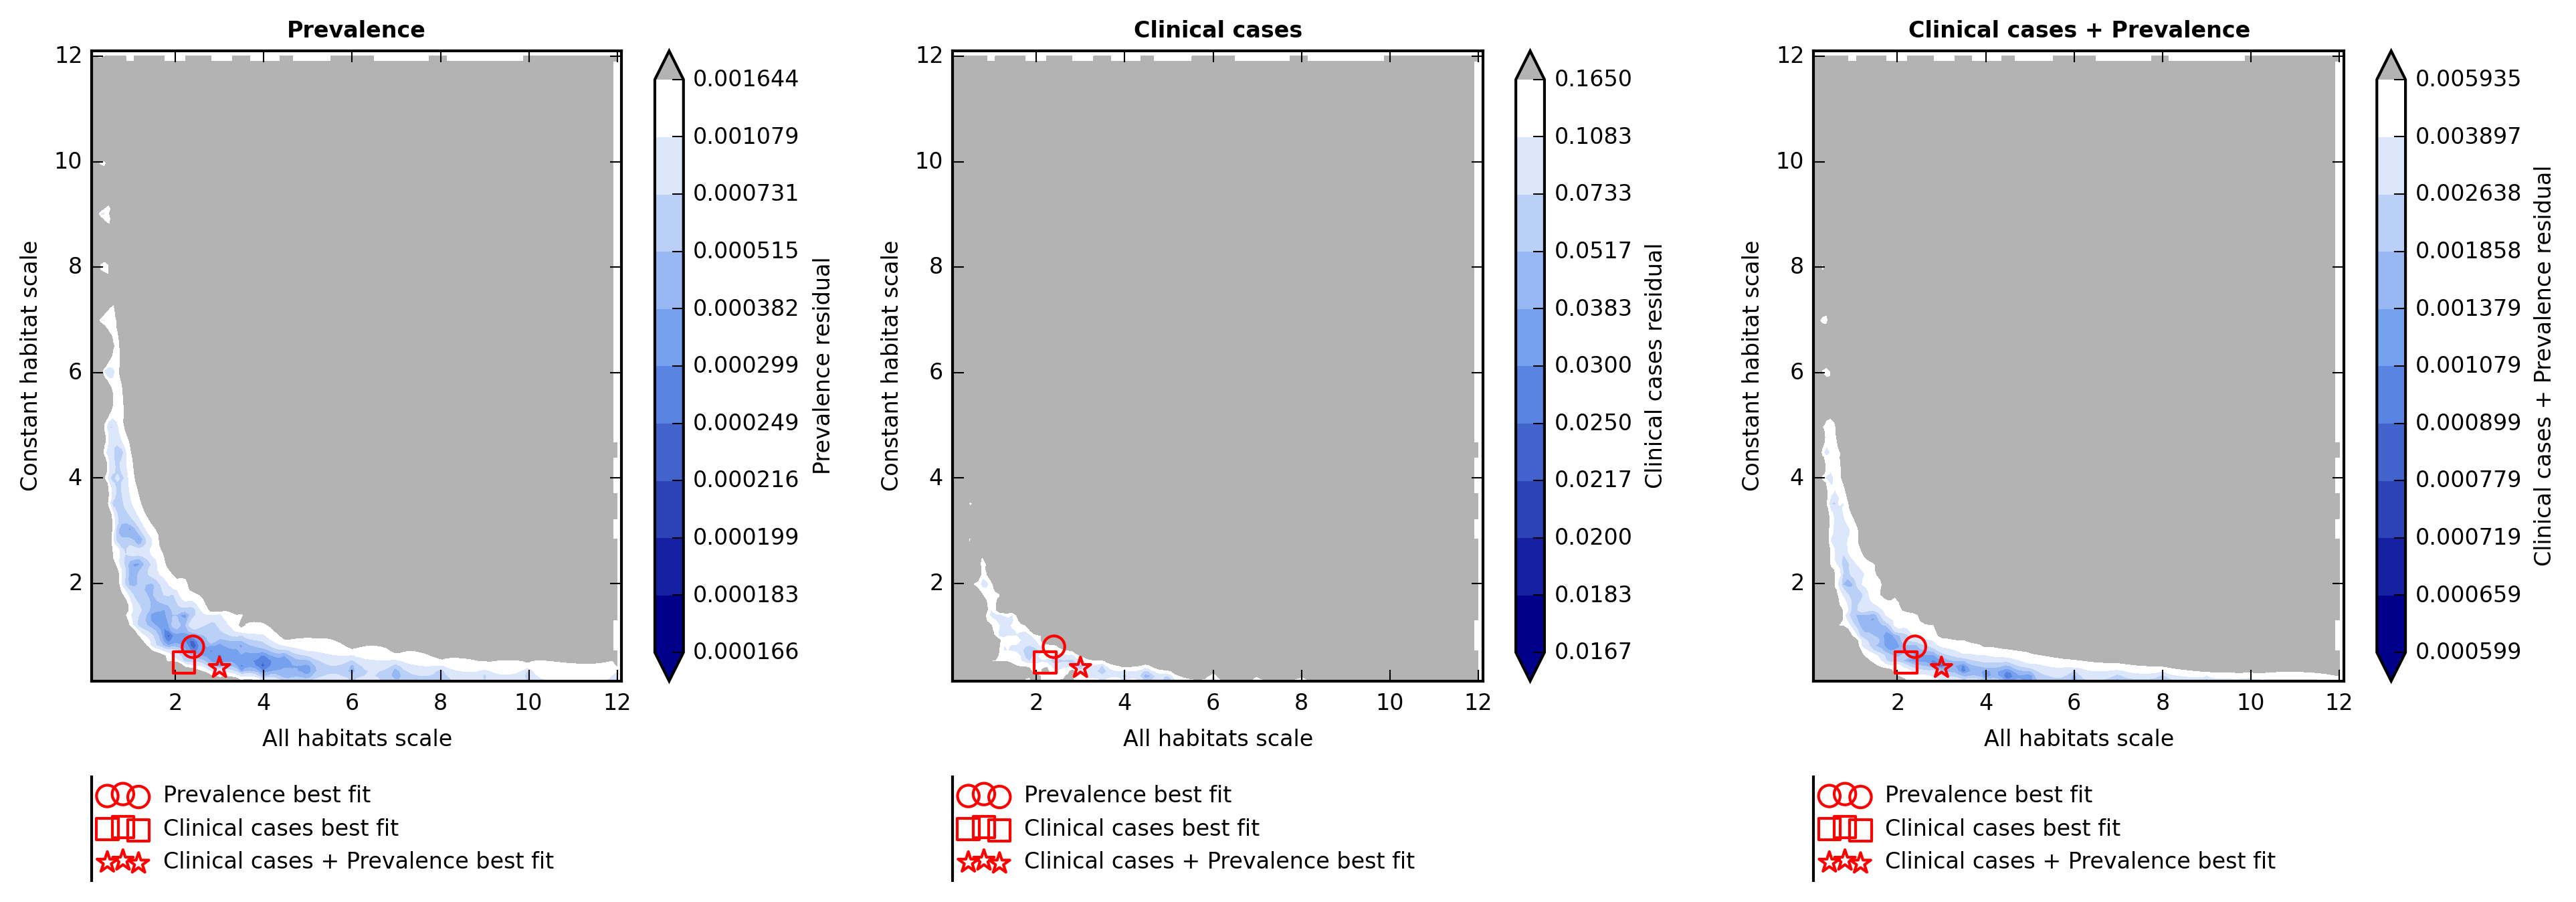 Prevalence
12
10
8
6
4
2
Constant habitat scale
2 4 6 8 10 12
All habitats scale
0.001644
0.001079
0.000731
0.000515
0.000382
0.000299
0.000249
0.000216
0.000199
0.000183
0.000166
Prevalence residual
Prevalence best fit
Clinical cases best fit
Clinical cases + Prevalence best fit
Clinical cases
12
10
8
6
4
2
Constant habitat scale
2 4 6 8 10 12
All habitats scale
0.1650
0.1083
0.0733
0.0517
0.0383
0.0300
0.0250
0.0217
0.0200
0.0183
0.0167
Clinical cases residual
Prevalence best fit
Clinical cases best fit
Clinical cases + Prevalence best fit
Clinical cases + Prevalence
12
10
8
6
4
2
Constant habitat scale
2 4 6 8 10 12
All habitats scale
0.005935
0.003897
0.002638
0.001858
0.001379
0.001079
0.000899
0.000779
0.000719
0.000659
0.000599
Clinical cases + Prevalence residual
Prevalence best fit
Clinical cases best fit
Clinical cases + Prevalence best fit